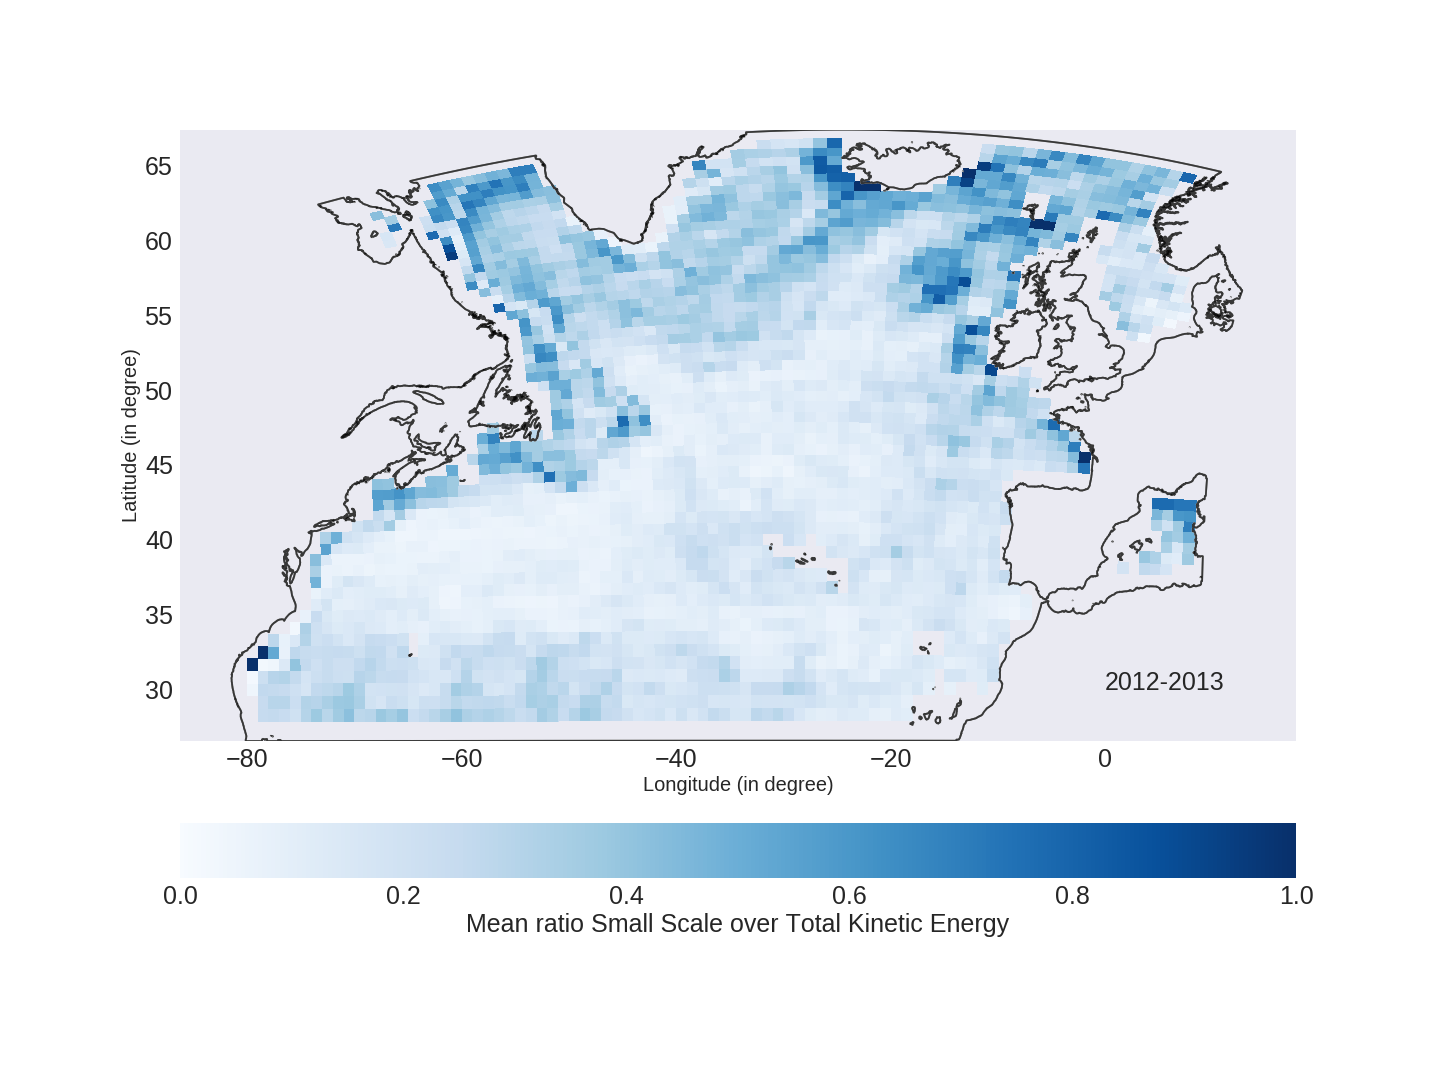 65
60
55
50
45
40
35
30
Latitude (in degree)
2012-2013
−80 −60 −40 −20 0
Longitude (in degree)
0.0 0.2 0.4 0.6 0.8 1.0
Mean ratio Small Scale over Total Kinetic Energy